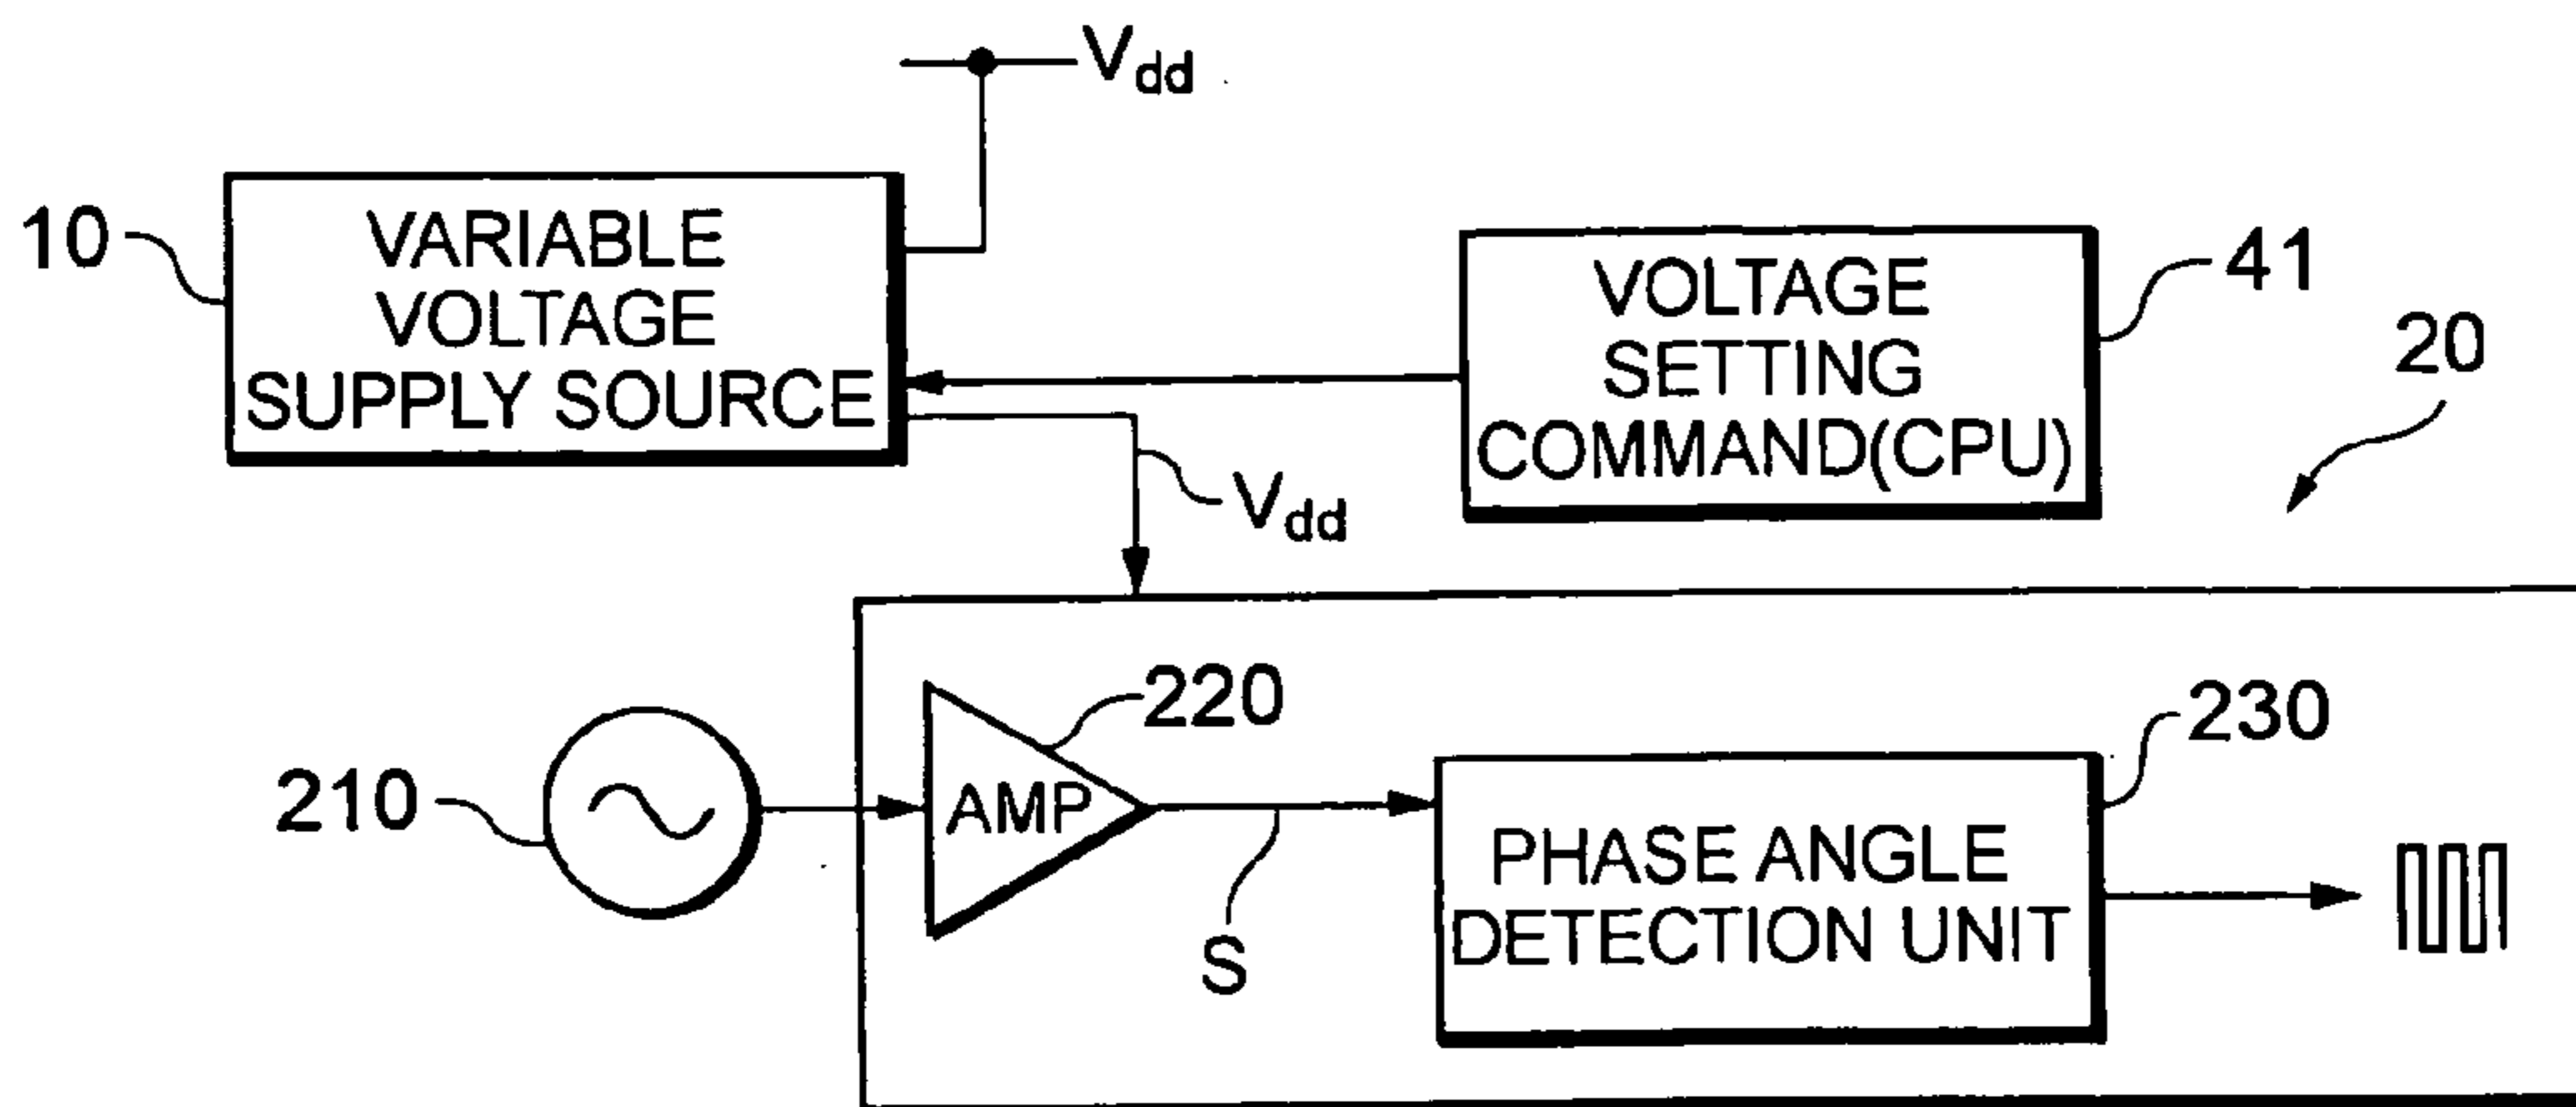 Vdd
10
VARIABLE
VOLTAGE
SUPPLY SOURCE
VOLTAGE
SETTING
COMMAND(CPU)
41
20
Vdd
210
AMP
220
S
230
PHASE ANGLE
DETECTION UNIT